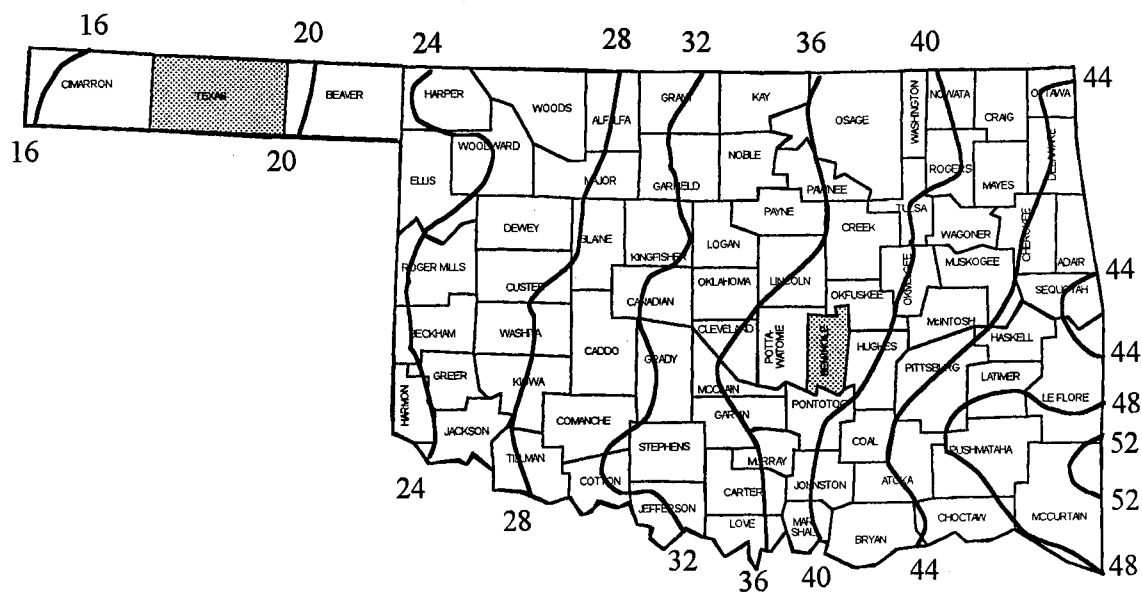 16 20 24 28 32 36 40 44
CIMARRON TEXAS BEAVER HARPER WOODS ALFALFA GRANT KAY OSAGE WASHINGTON NOWATA CRAIG OTTAWA
16 20
ELLIS WOODWARD MAJOR GARFIELD NOBLE PAWNEE ROGERS MAYES DELAWARE
DEWEY BLAINE KINGFISHER LOGAN PAYNE CREEK TULSA WAGONER CHEROKEE ADAIR
ROGER MILLS CUSTER CANADIAN OKLAHOMA LINCOLN OKFUSKEE OKMULGEE MUSKOGEE SEQUOYAH 44
BECKHAM WASHITA CADDO GRADY CLEVELAND POTTA-
WATOMIE SEMINOLE HUGHES McINTOSH HASKELL 44
HARMON GREER KIOWA MCCLAIN PITTSBURG LATIMER LE FLORE 48
JACKSON COMANCHE GARVIN PONTOTOC COAL
TILLMAN COTTON STEPHENS MURRAY JOHNSTON ATOKA PUSHMATAHA 52
24 JEFFERSON CARTER LOVE MAR
SHALL BRYAN CHOCTAW MCCURTAIN 52
28 32 36 40 44 48